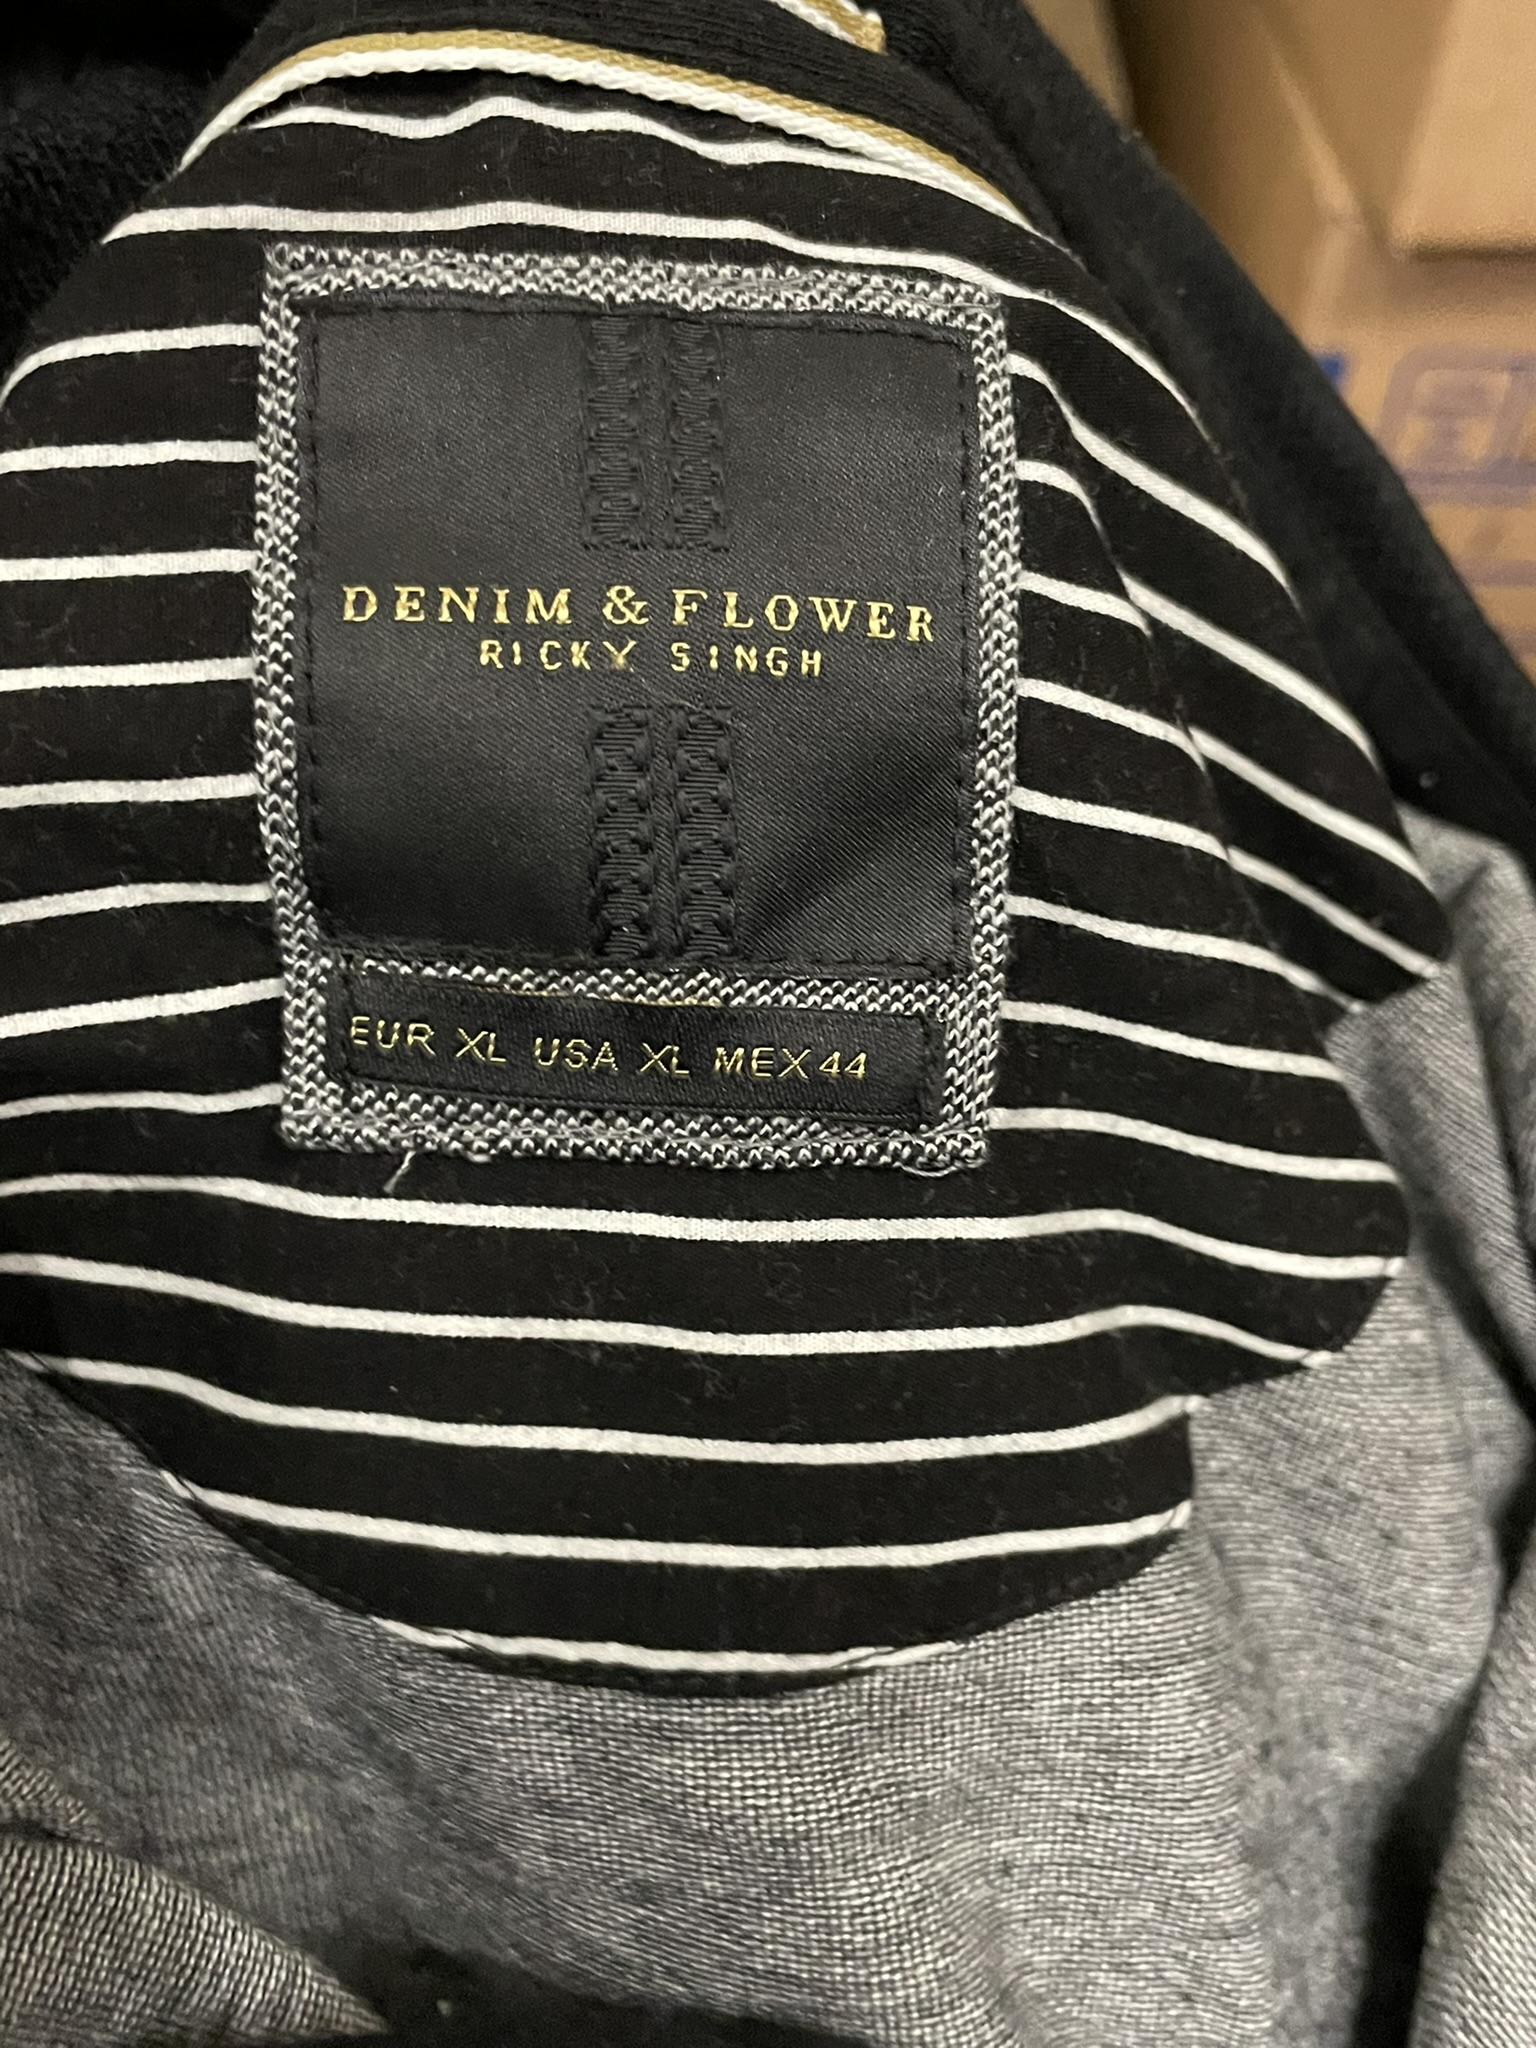 DENIM & FLOWER
RICKY SINGH
EUR XL USA XL MEX 44